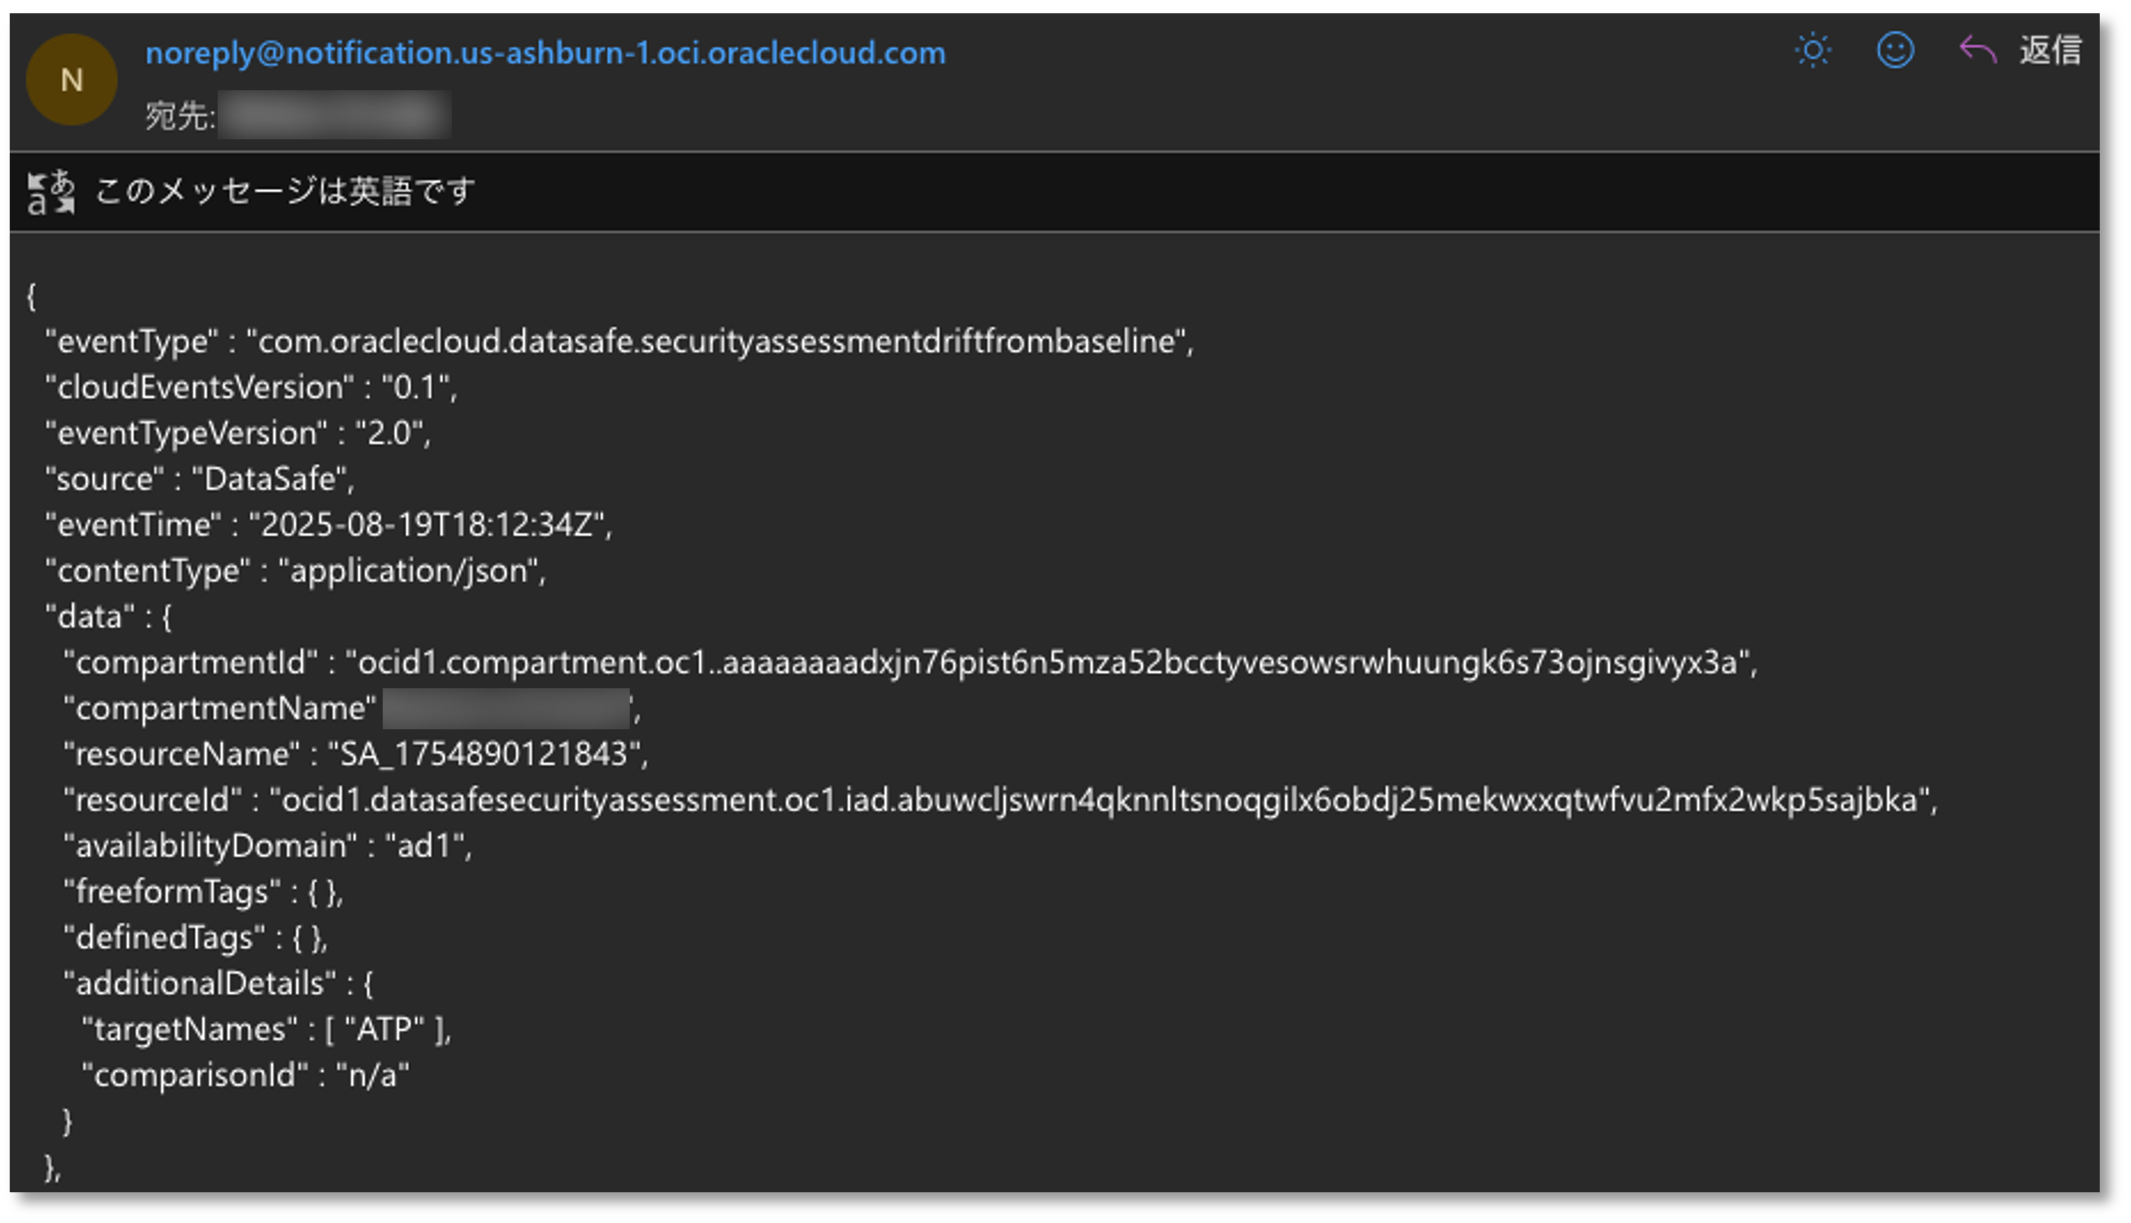 N
noreply@notification.us-ashburn-1.oci.oraclecloud.com
返信
宛先:
あa このメッセージは英語です
{
"eventType" : "com.oraclecloud.datasafe.securityassessmentdriftfrombaseline",
"cloudEventsVersion" : "0.1",
"eventTypeVersion" : "2.0",
"source" : "DataSafe",
"eventTime" : "2025-08-19T18:12:34Z",
"contentType" : "application/json",
"data" : {
"compartmentId" : "ocid1.compartment.oc1..aaaaaaaadxjn76pist6n5mza52bcctyvesowsrwhuungk6s73ojnsgivyx3a",
"compartmentName" ",
"resourceName" : "SA_1754890121843",
"resourceId" : "ocid1.datasafesecurityassessment.oc1.iad.abuwcljswrn4qknnltsnoqgilx6obdj25mekwxxqtwfvu2mfx2wkp5sajbka",
"availabilityDomain" : "ad1",
"freeformTags" : { },
"definedTags" : { },
"additionalDetails" : {
"targetNames" : [ "ATP" ],
"comparisonId" : "n/a"
}
},